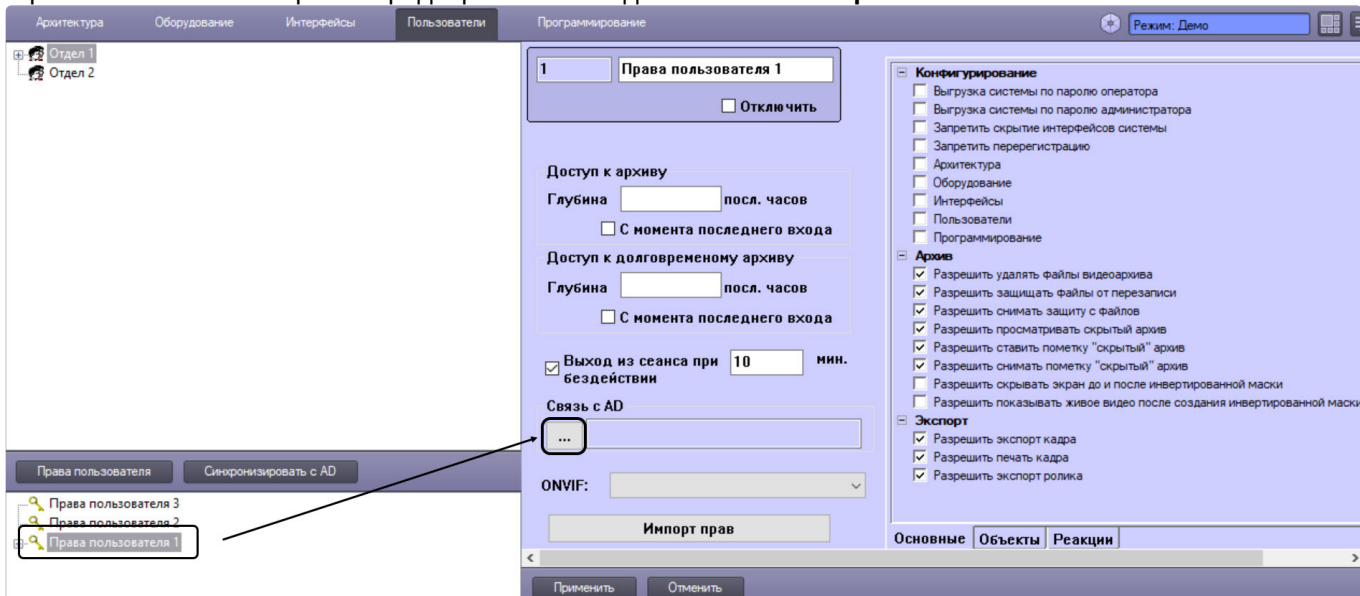 Архитектура
Оборудование
Интерфейсы
Пользователи
Программирование
Режим: Демо
Отдел 1
Отдел 2
1
Права пользователя 1
Отключить
Доступ к архиву
Глубина
посл. часов
С момента последнего входа
Доступ к долговременому архиву
Глубина
посл. часов
С момента последнего входа
Выход из сеанса при
бездействии
10
мин.
Связь с AD
...
ONVIF:
Импорт прав
Конфигурирование
Выгрузка системы по паролю оператора
Выгрузка системы по паролю администратора
Запретить скрытие интерфейсов системы
Запретить перерегистрацию
Архитектура
Оборудование
Интерфейсы
Пользователи
Программирование
Архив
Разрешить удалять файлы видеоархива
Разрешить защищать файлы от перезаписи
Разрешить снимать защиту с файлов
Разрешить просматривать скрытый архив
Разрешить ставить пометку "скрытый" архив
Разрешить снимать пометку "скрытый" архив
Разрешить скрывать экран до и после инвертированной маски
Разрешить показывать живое видео после создания инвертированной маски
Экспорт
Разрешить экспорт кадра
Разрешить печать кадра
Разрешить экспорт ролика
Основные
Объекты
Реакции
Права пользователя
Синхронизировать с AD
Права пользователя 3
Права пользователя 2
Права пользователя 1
Применить
Отменить